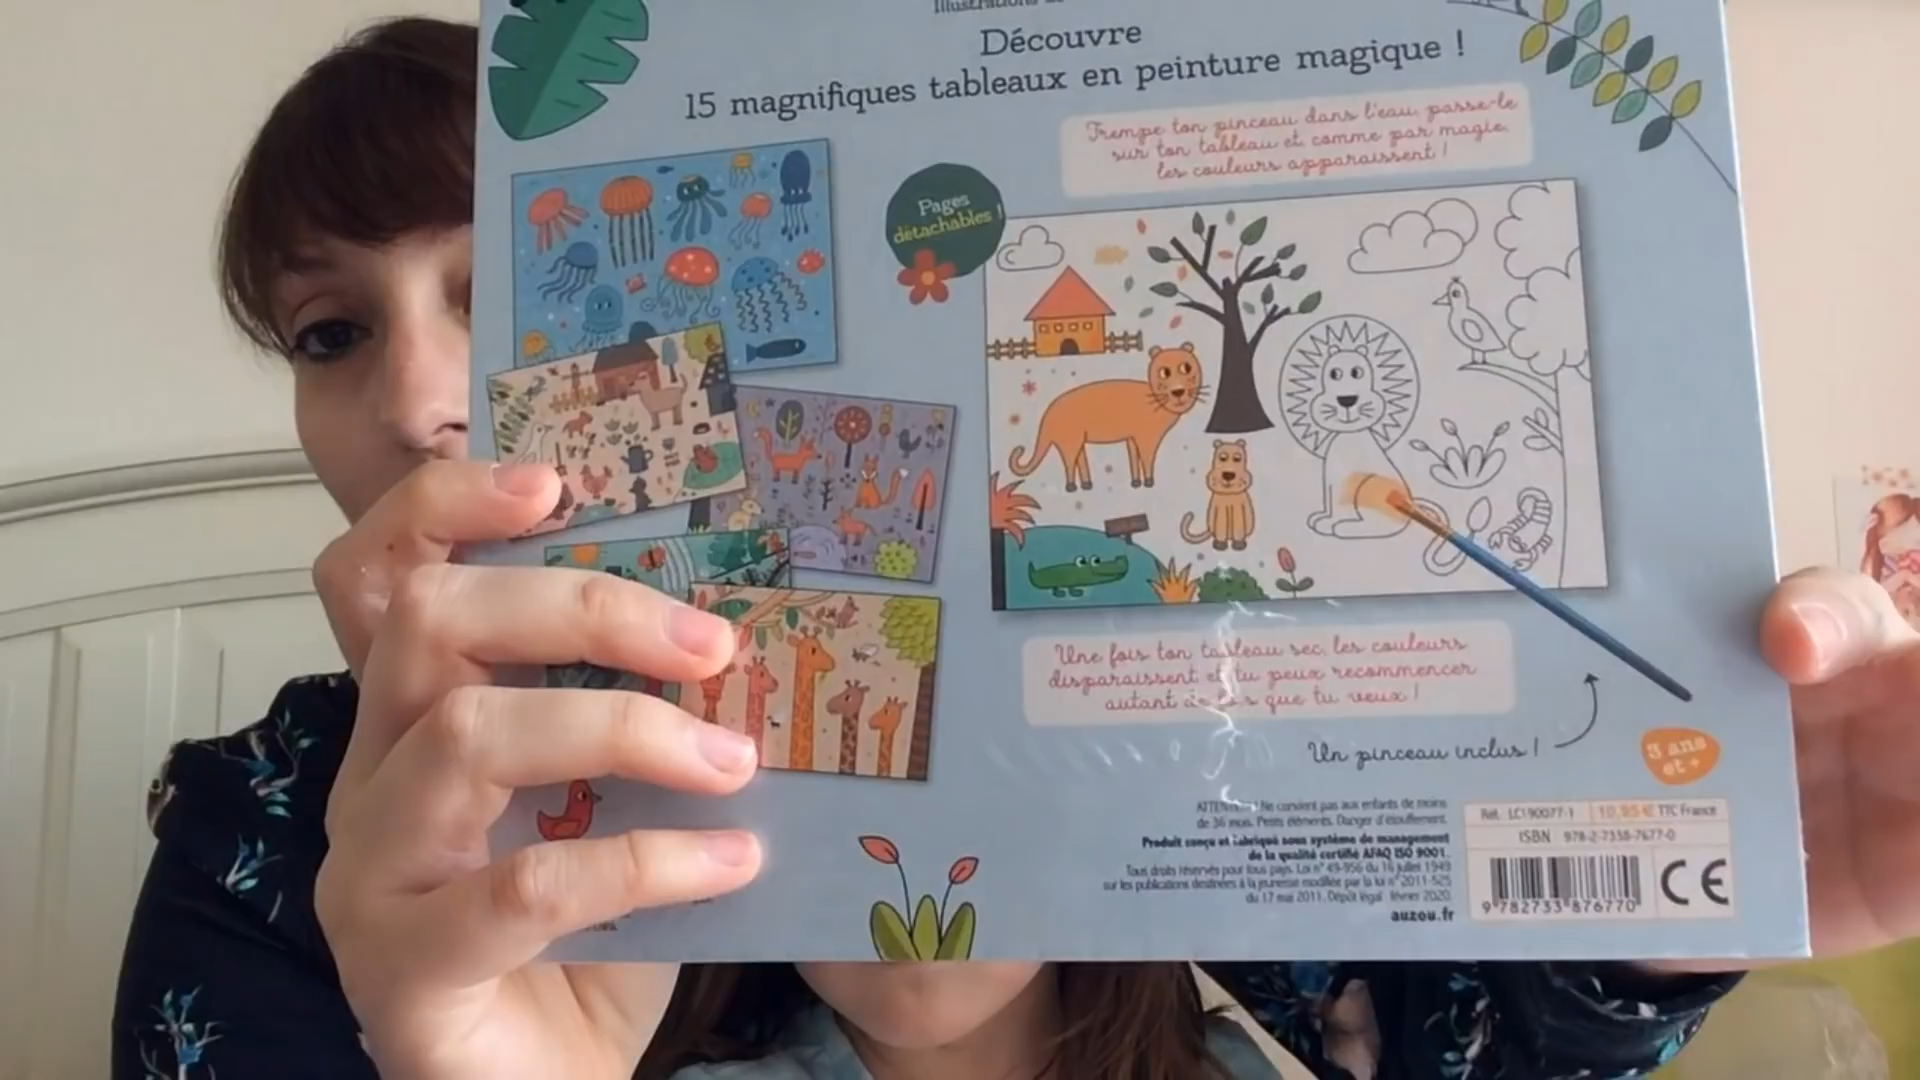 Illustrations de
Découvre
15 magnifiques tableaux en peinture magique !
Trempe ton pinceau dans l'eau, passe-le
sur ton tableau et, comme par magie,
les couleurs apparaissent !
Pages
détachables !
Une fois ton tableau sec, les couleurs
disparaissent et tu peux recommencer
autant de fois que tu veux !
Un pinceau inclus !
3 ans
et +
ATTENTION ! Ne convient pas aux enfants de moins
de 36 mois. Petits éléments. Danger d'étouffement.
Produit conçu et fabriqué sous système de management
de la qualité certifié AFAQ ISO 9001.
Tous droits réservés pour tous pays. Loi n° 49-956 du 16 juillet 1949
sur les publications destinées à la jeunesse modifiée par la loi n° 2011-525
du 17 mai 2011. Dépôt légal : février 2020.
auzou.fr
Réf. : LC190077-1 10,95 € TTC France
ISBN 978-2-7338-7677-0
9 782733 876770
CE